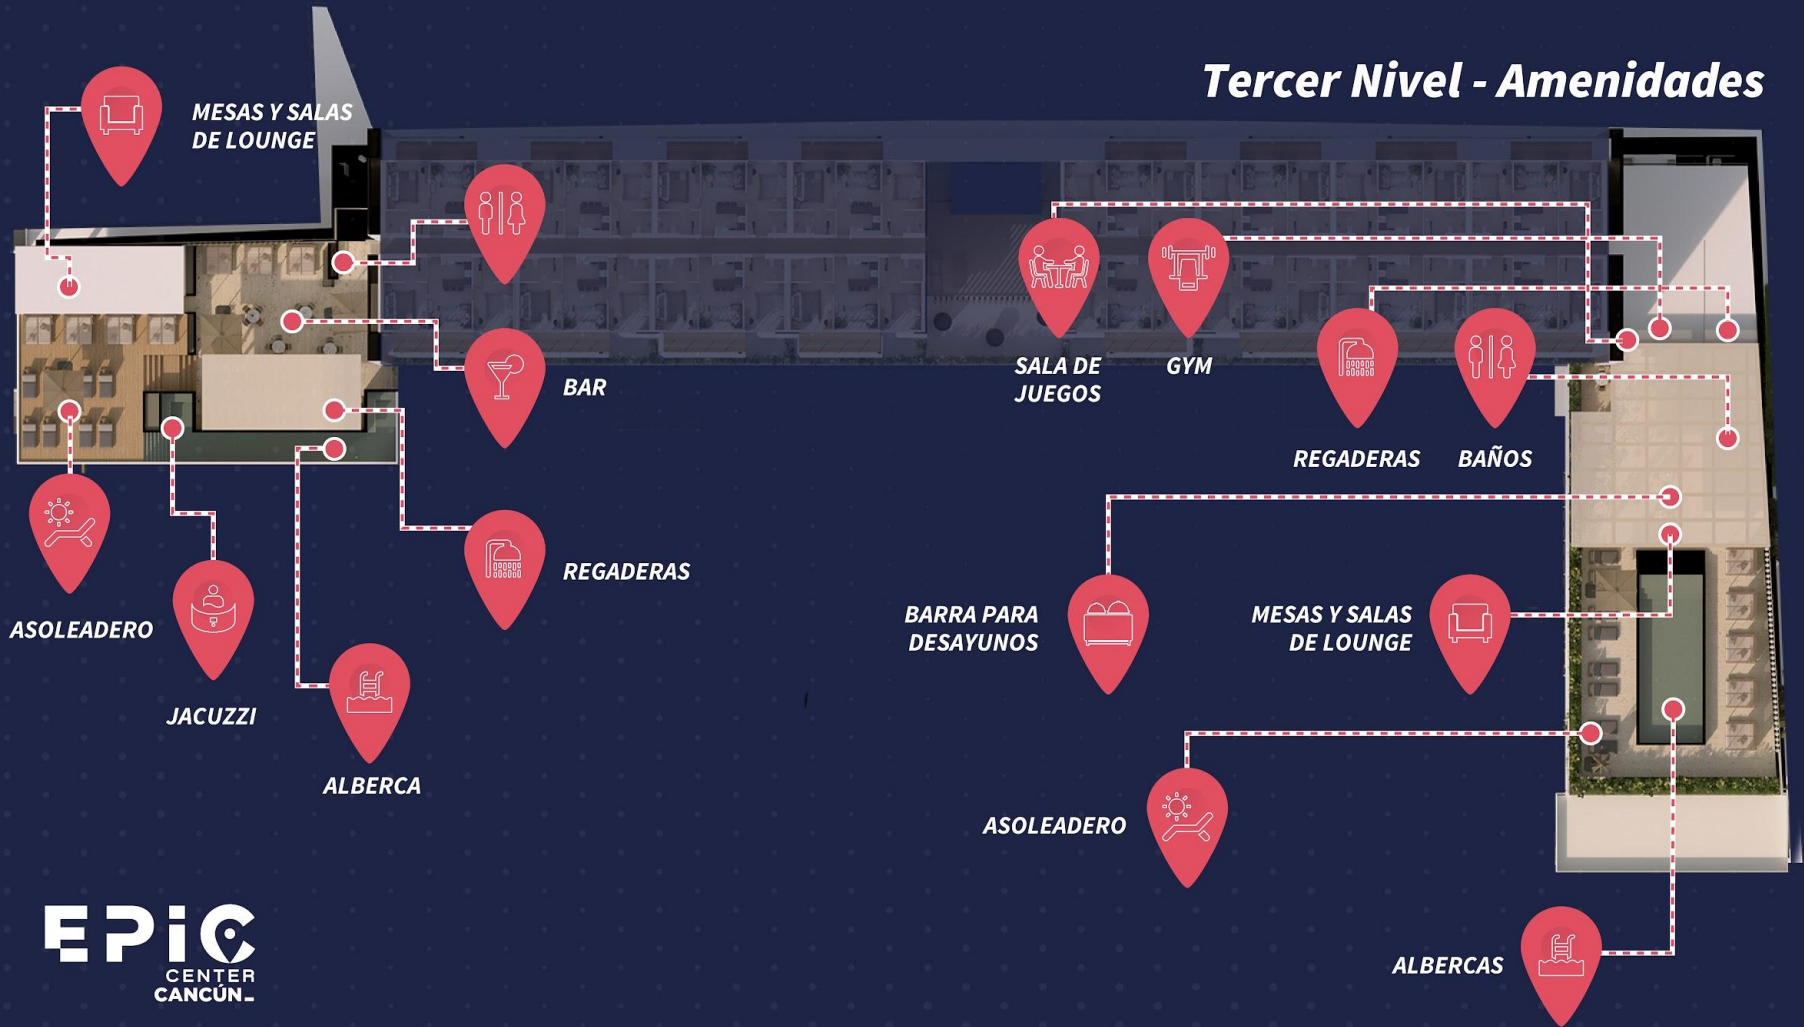 Tercer Nivel - Amenidades
MESAS Y SALAS
DE LOUNGE
BAR
SALA DE
JUEGOS
GYM
REGADERAS
BAÑOS
REGADERAS
ASOLEADERO
JACUZZI
ALBERCA
BARRA PARA
DESAYUNOS
MESAS Y SALAS
DE LOUNGE
ASOLEADERO
ALBERCAS
EPiC
CENTER
CANCÚN_